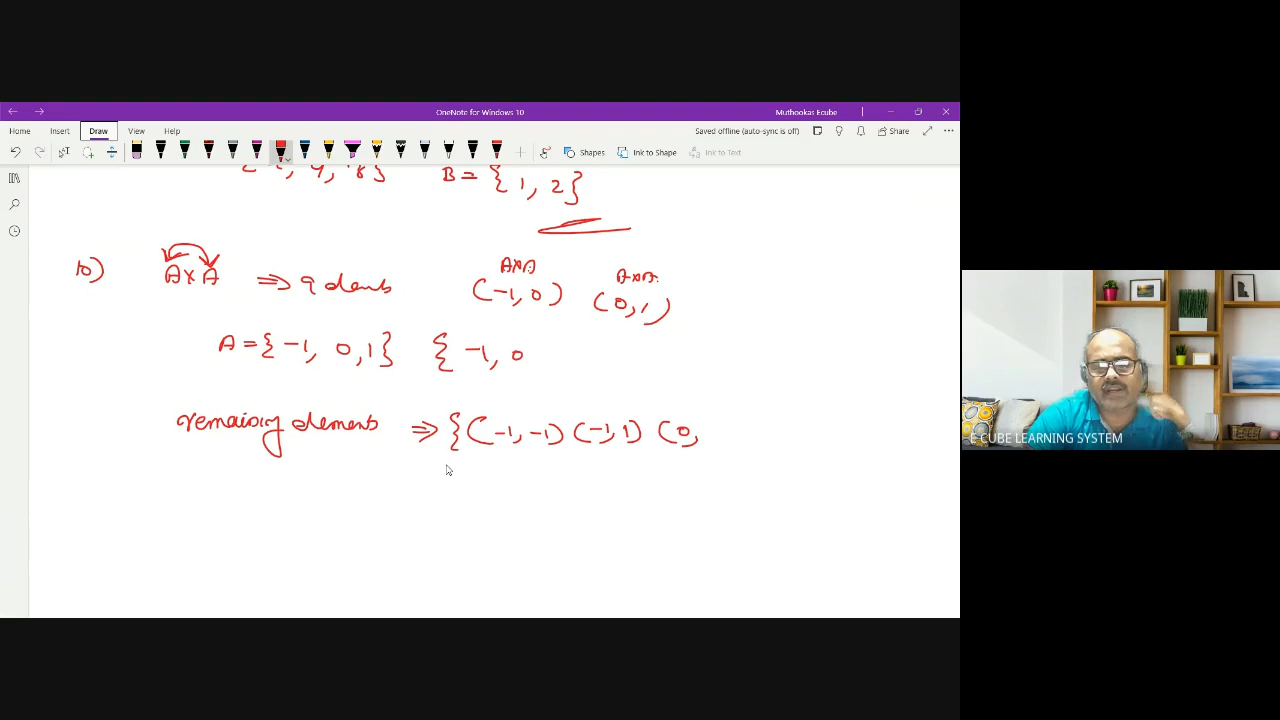 OneNote for Windows 10
Muthookas Ecube
Home Insert Draw View Help
Saved offline (auto-sync is off)
Share
Shapes
Ink to Shape
Ink to Text
B = { 1, 2}
10) A×A ⇒ 9 elements
A×A
(-1, 0)
A×A
(0, 1)
A = { -1, 0, 1}
{ -1, 0
remaining elements ⇒ { (-1, -1) (-1, 1) (0,
E CUBE LEARNING SYSTEM